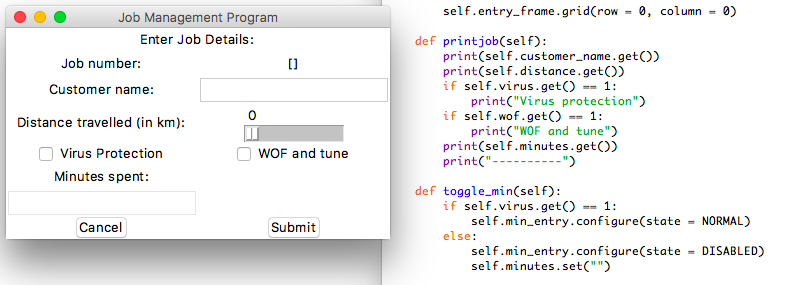 Job Management Program
Enter Job Details:
Job number: []
Customer name:
0
Distance travelled (in km):
Virus Protection WOF and tune
Minutes spent:
Cancel Submit
self.entry_frame.grid(row = 0, column = 0)
def printjob(self):
print(self.customer_name.get())
print(self.distance.get())
if self.virus.get() == 1:
print("Virus protection")
if self.wof.get() == 1:
print("WOF and tune")
print(self.minutes.get())
print("----------")
def toggle_min(self):
if self.virus.get() == 1:
self.min_entry.configure(state = NORMAL)
else:
self.min_entry.configure(state = DISABLED)
self.minutes.set("")